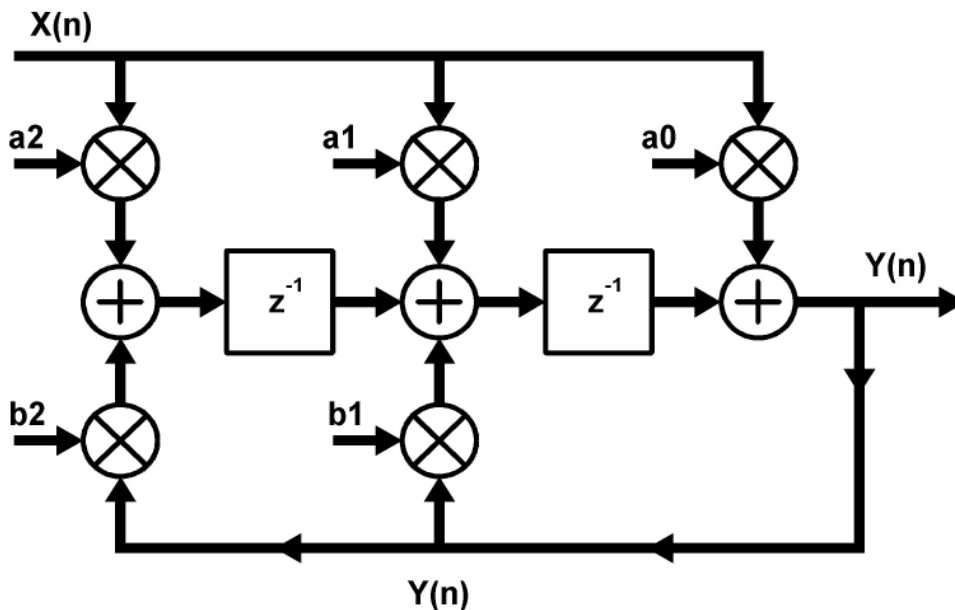 X(n)
a2
a1
a0
z⁻¹
z⁻¹
Y(n)
b2
b1
Y(n)